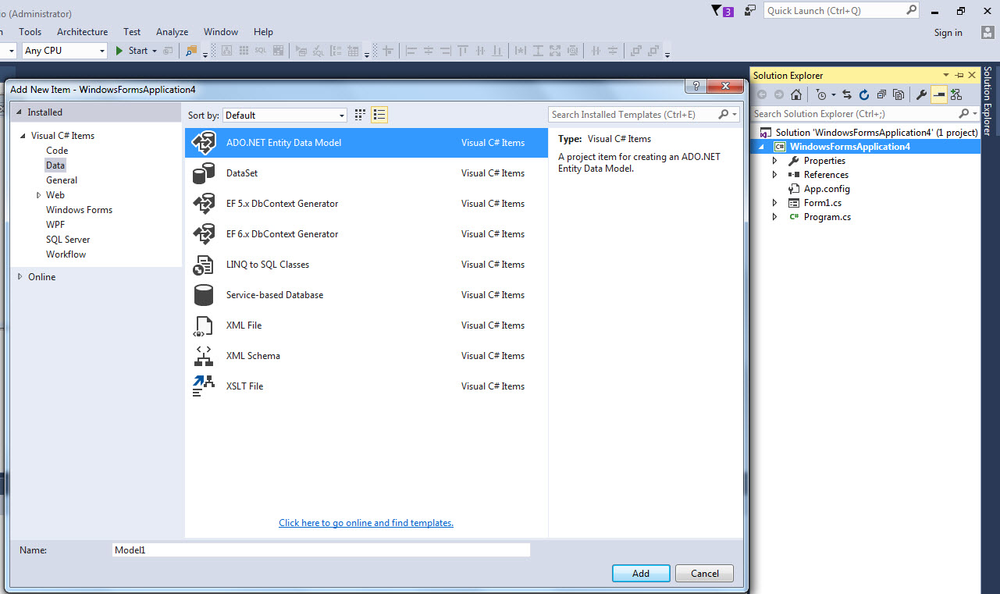 io (Administrator)
3
Quick Launch (Ctrl+Q)
Tools Architecture Test Analyze Window Help
Sign in
Any CPU Start
SQL
Add New Item - WindowsFormsApplication4
Installed
Sort by: Default
Search Installed Templates (Ctrl+E)
Visual C# Items
Code
Data
General
Web
Windows Forms
WPF
SQL Server
Workflow
Online
ADO.NET Entity Data Model Visual C# Items
DataSet Visual C# Items
EF 5.x DbContext Generator Visual C# Items
EF 6.x DbContext Generator Visual C# Items
LINQ to SQL Classes Visual C# Items
Service-based Database Visual C# Items
XML File Visual C# Items
XML Schema Visual C# Items
XSLT File Visual C# Items
Click here to go online and find templates.
Type: Visual C# Items
A project item for creating an ADO.NET
Entity Data Model.
Name: Model1
Add Cancel
Solution Explorer
Search Solution Explorer (Ctrl+;)
Solution 'WindowsFormsApplication4' (1 project)
C# WindowsFormsApplication4
Properties
References
App.config
Form1.cs
C# Program.cs
Solution Explorer